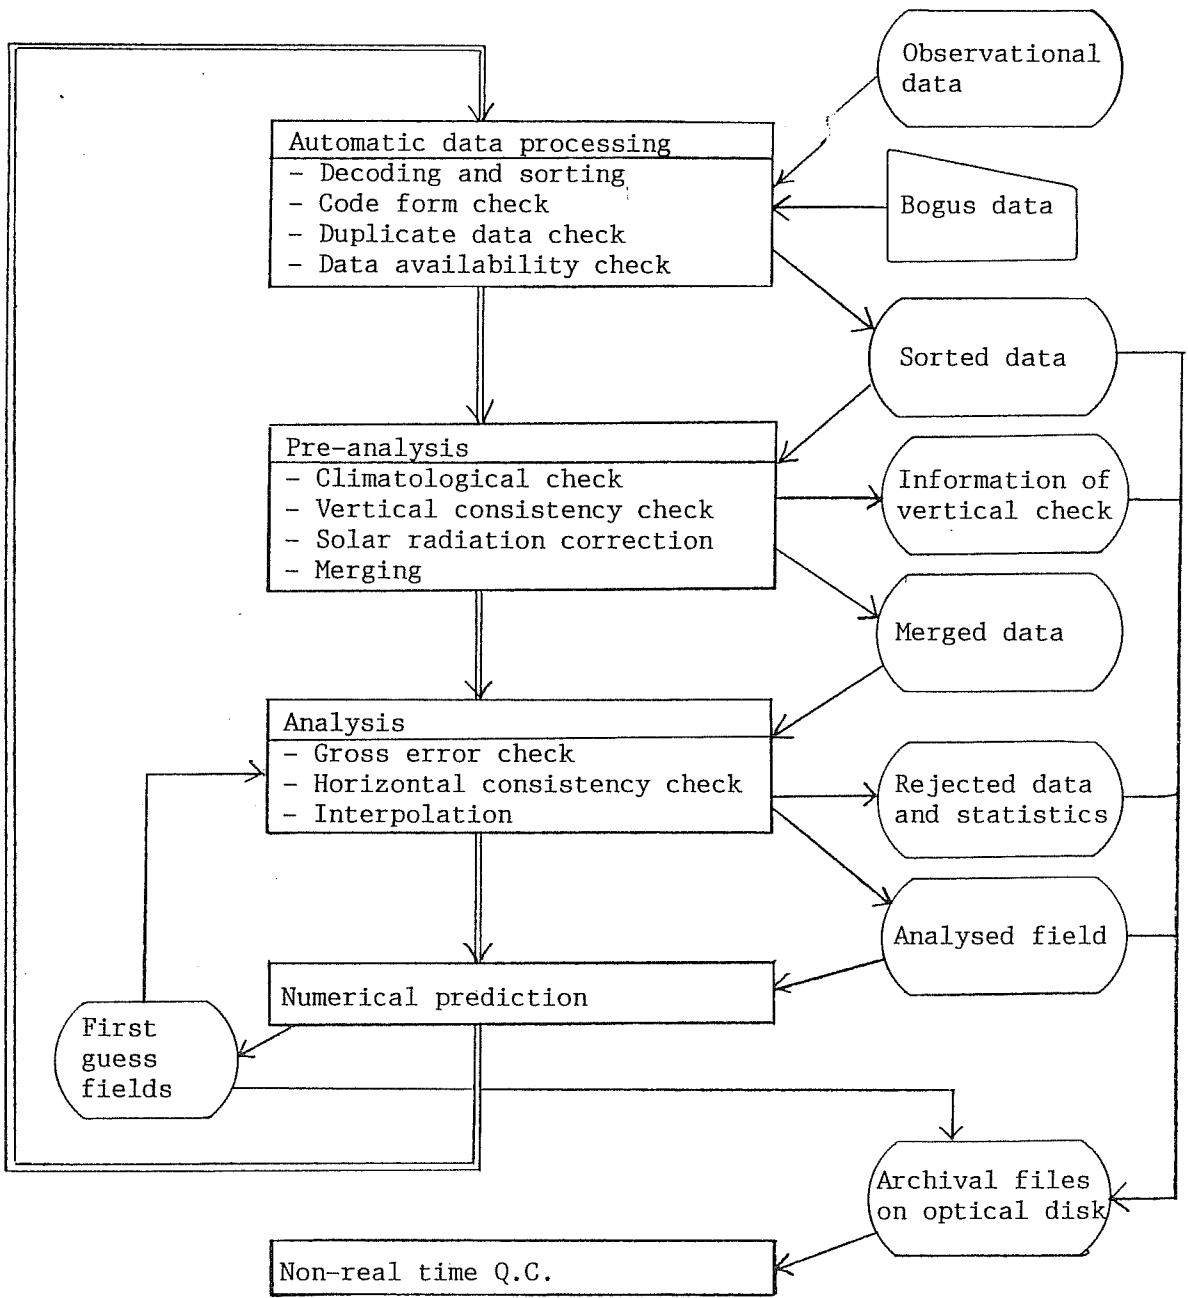 Observational
data
Automatic data processing
- Decoding and sorting
- Code form check
- Duplicate data check
- Data availability check
Bogus data
Sorted data
Pre-analysis
- Climatological check
- Vertical consistency check
- Solar radiation correction
- Merging
Information of
vertical check
Merged data
Analysis
- Gross error check
- Horizontal consistency check
- Interpolation
Rejected data
and statistics
Analysed field
Numerical prediction
First
guess
fields
Archival files
on optical disk
Non-real time Q.C.